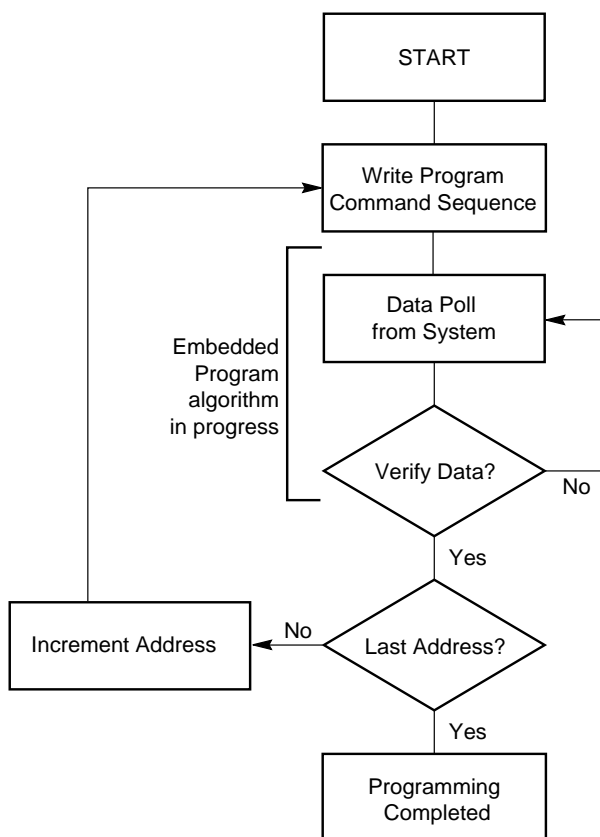 START
Write Program
Command Sequence
Data Poll
from System
Embedded
Program
algorithm
in progress
Verify Data?
No
Yes
Increment Address
No
Last Address?
Yes
Programming
Completed